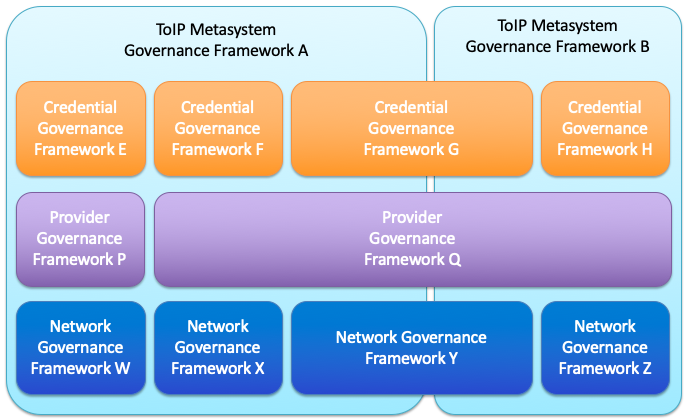 ToIP Metasystem
Governance Framework A
ToIP Metasystem
Governance Framework B
Credential
Governance
Framework E
Credential
Governance
Framework F
Credential
Governance
Framework G
Credential
Governance
Framework H
Provider
Governance
Framework P
Provider
Governance
Framework Q
Network
Governance
Framework W
Network
Governance
Framework X
Network Governance
Framework Y
Network
Governance
Framework Z